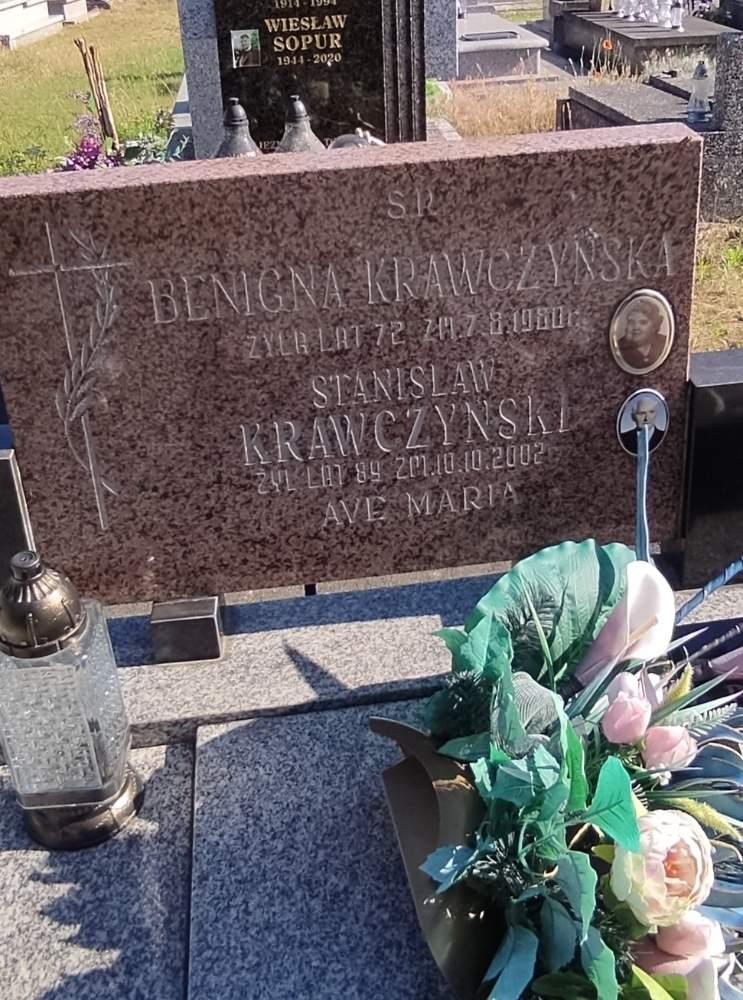 1914 - 1994
WIESŁAW
SOPUR
1944 - 2020
S.P.
BENIGNA KRAWCZYŃSKA
ŻYŁA LAT 72 ZM. 7.8.1980 r.
STANISŁAW
KRAWCZYŃSKI
ŻYŁ LAT 89 ZM. 10.10.2002
AVE MARIA